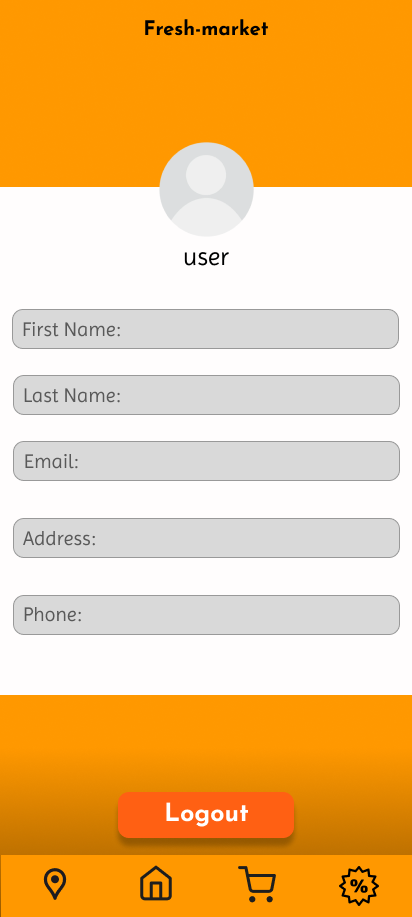 Fresh-market
user
First Name:
Last Name:
Email:
Address:
Phone:
Logout
%